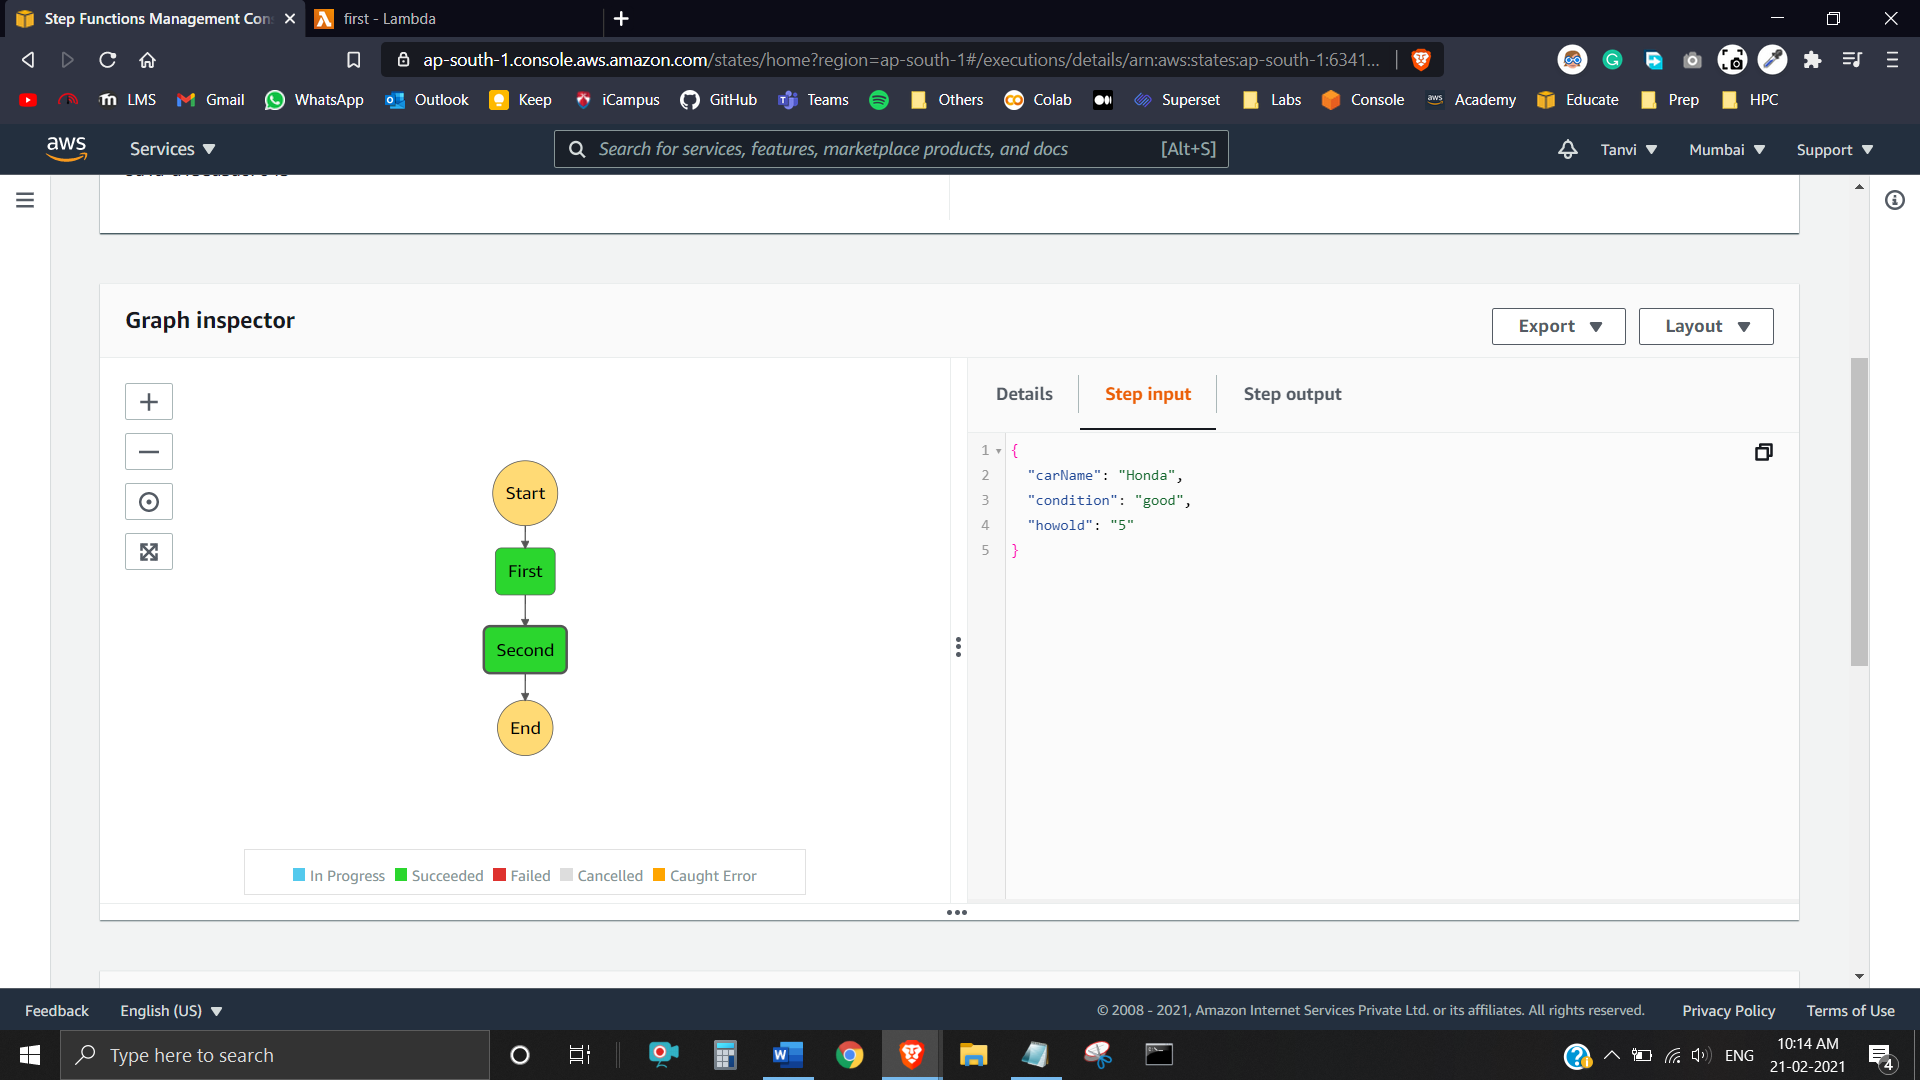 Step Functions Management Con
first - Lambda
ap-south-1.console.aws.amazon.com/states/home?region=ap-south-1#/executions/details/arn:aws:states:ap-south-1:6341...
LMS Gmail WhatsApp Outlook Keep iCampus GitHub Teams Others Colab Superset Labs Console aws Academy Educate Prep HPC
aws Services Search for services, features, marketplace products, and docs [Alt+S] Tanvi Mumbai Support
Graph inspector
Export Layout
Details Step input Step output
Start
First
Second
End
1 {
2 "carName": "Honda",
3 "condition": "good",
4 "howold": "5"
5 }
In Progress Succeeded Failed Cancelled Caught Error
Feedback English (US) © 2008 - 2021, Amazon Internet Services Private Ltd. or its affiliates. All rights reserved. Privacy Policy Terms of Use
Type here to search
ENG
10:14 AM
21-02-2021
4